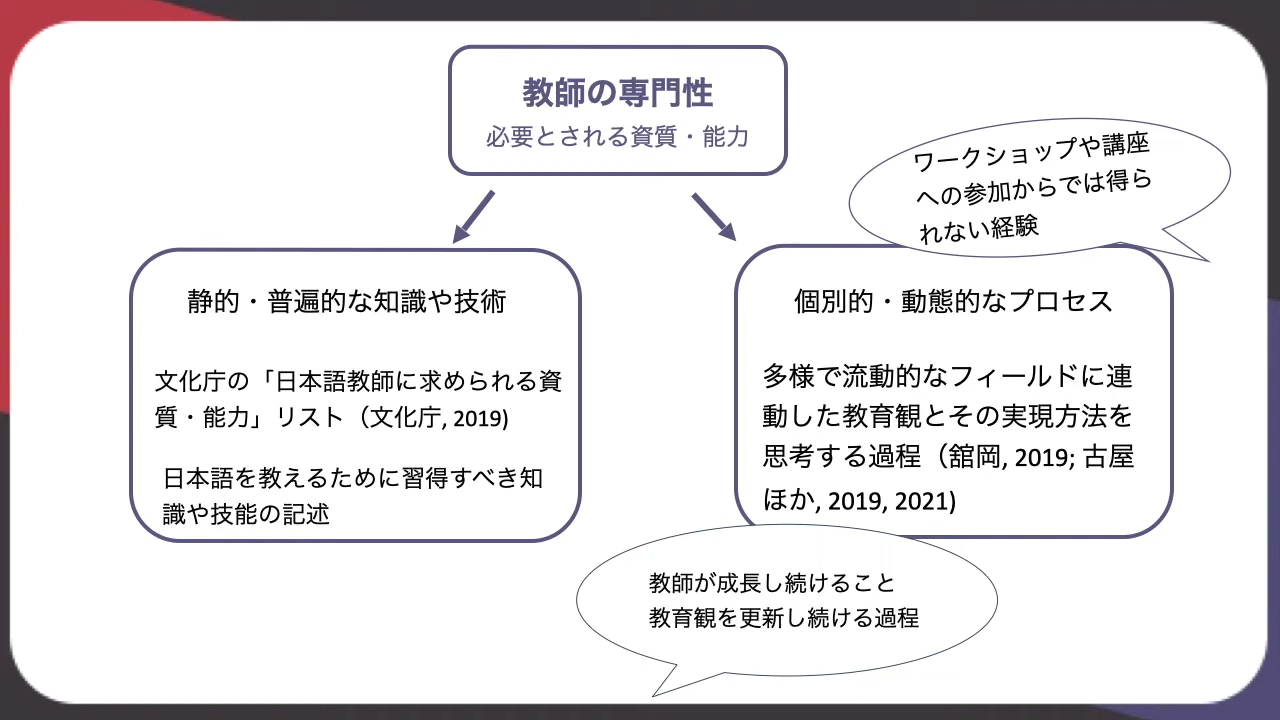 教師の専門性
必要とされる資質・能力
ワークショップや講座
への参加からでは得ら
れない経験
静的・普遍的な知識や技術
文化庁の「日本語教師に求められる資
質・能力」リスト（文化庁, 2019)
日本語を教えるために習得すべき知
識や技能の記述
個別的・動態的なプロセス
多様で流動的なフィールドに連
動した教育観とその実現方法を
思考する過程（舘岡, 2019; 古屋
ほか, 2019, 2021)
教師が成長し続けること
教育観を更新し続ける過程